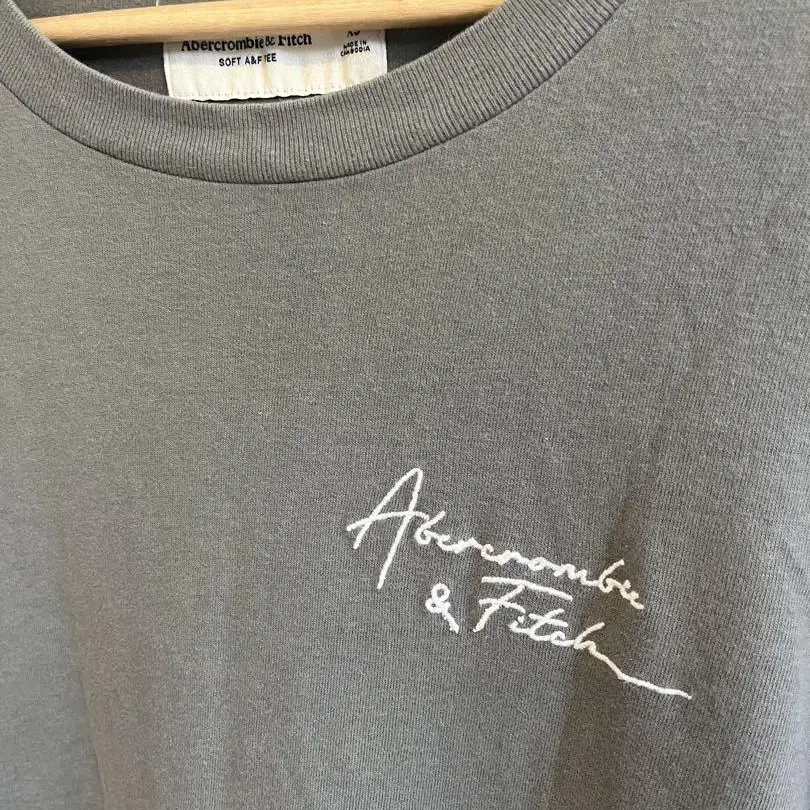 Abercrombie & Fitch
SOFT A&F TEE
MADE IN
CAMBODIA
Abercrombie
& Fitch